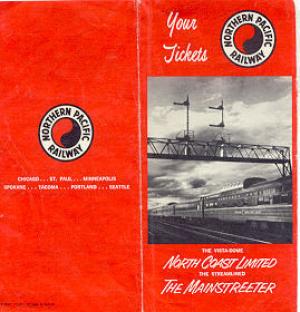 NORTHERN PACIFIC
RAILWAY
CHICAGO . . . ST. PAUL . . . MINNEAPOLIS
SPOKANE . . . TACOMA . . . PORTLAND . . . SEATTLE
Your
Tickets
NORTHERN PACIFIC
RAILWAY
THE VISTA-DOME
NORTH COAST LIMITED
THE STREAMLINED
THE MAINSTREETER